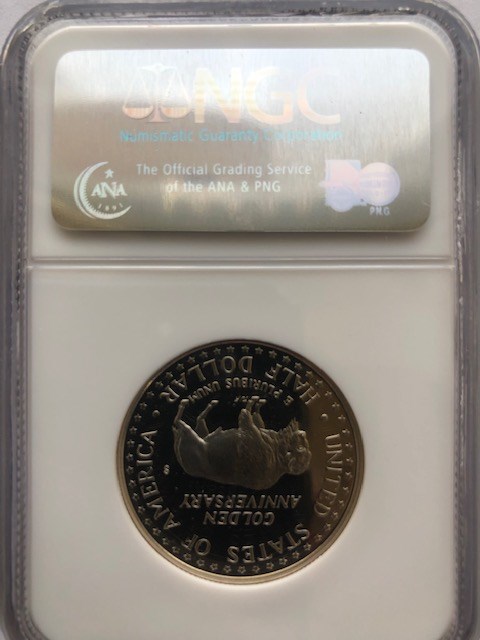 NGC
Numismatic Guaranty Corporation
The Official Grading Service
of the ANA & PNG
ANA
1891
PNG
UNITED STATES OF AMERICA
GOLDEN
ANNIVERSARY
S
E PLURIBUS UNUM
HALF DOLLAR